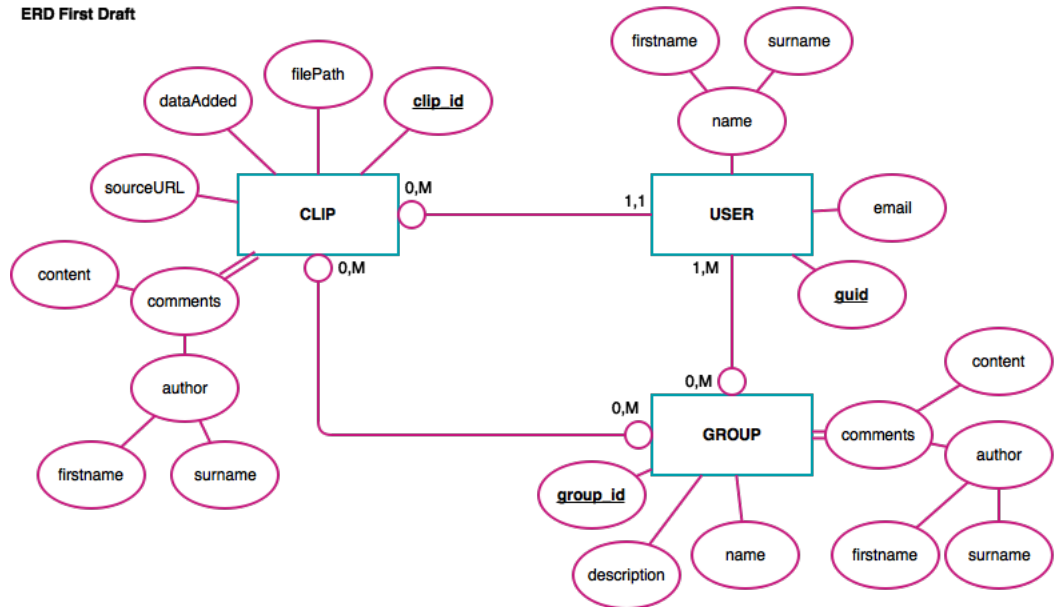 ERD First Draft
firstname
surname
filePath
dataAdded
clip_id
name
sourceURL
0,M
CLIP
1,1
USER
email
0,M
1,M
content
comments
guid
author
0,M
content
0,M
GROUP
comments
author
firstname
surname
group_id
description
name
firstname
surname